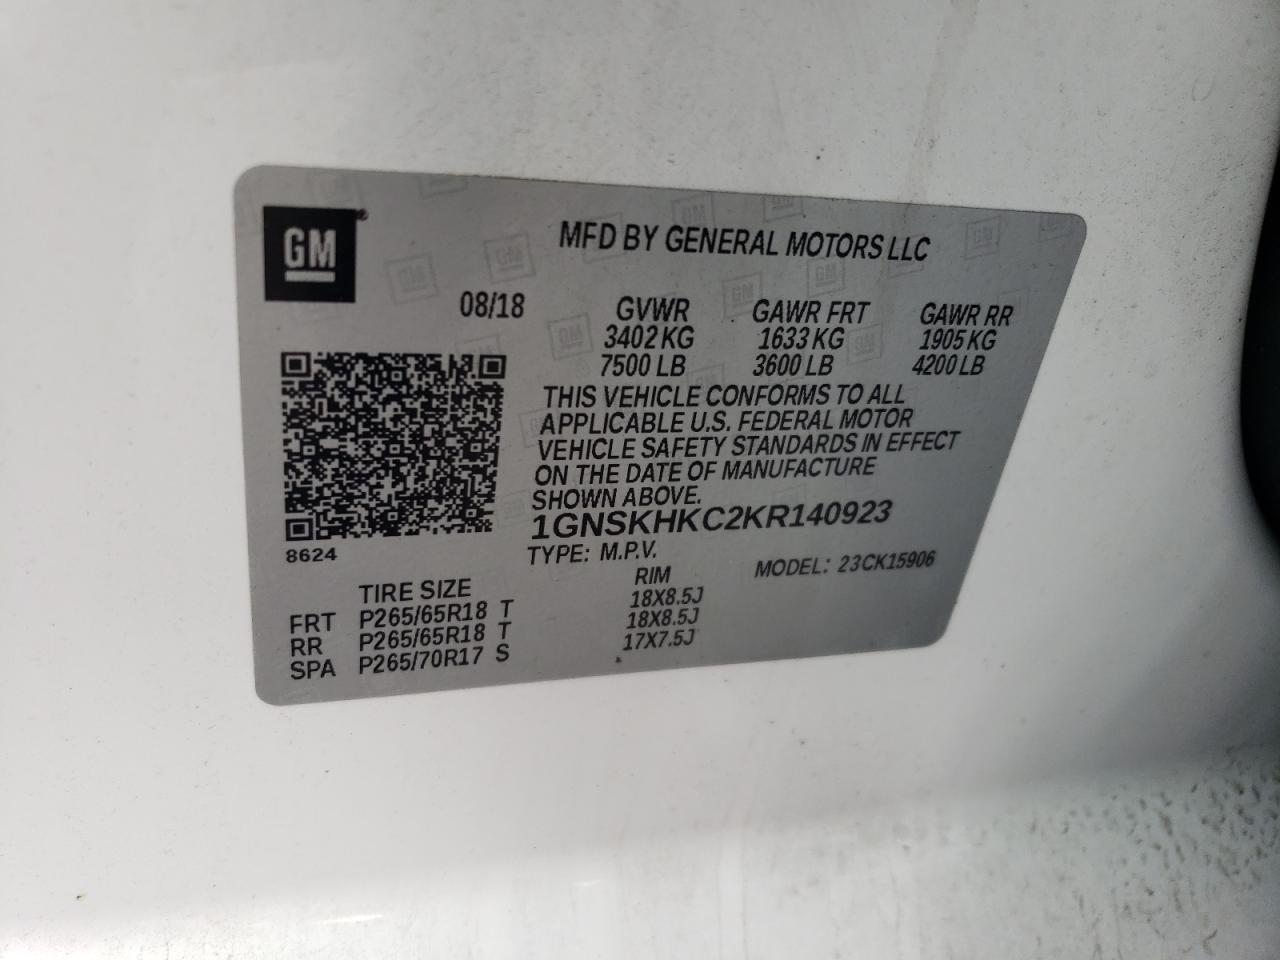 GM
MFD BY GENERAL MOTORS LLC
08/18 GVWR GAWR FRT GAWR RR
3402 KG 1633 KG 1905 KG
7500 LB 3600 LB 4200 LB
THIS VEHICLE CONFORMS TO ALL
APPLICABLE U.S. FEDERAL MOTOR
VEHICLE SAFETY STANDARDS IN EFFECT
ON THE DATE OF MANUFACTURE
SHOWN ABOVE.
1GNSKHKC2KR140923
8624
TYPE: M.P.V. MODEL: 23CK15906
TIRE SIZE RIM
FRT P265/65R18 T 18X8.5J
RR P265/65R18 T 18X8.5J
SPA P265/70R17 S 17X7.5J